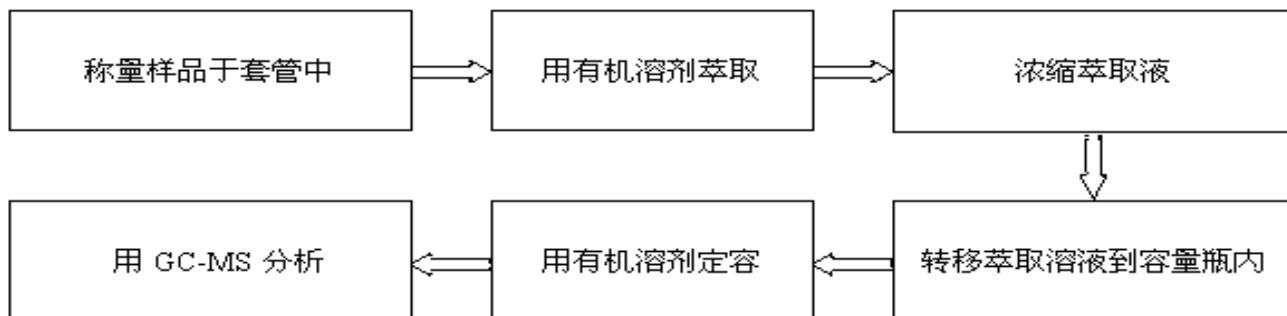 称量样品于套管中
用有机溶剂萃取
浓缩萃取液
转移萃取溶液到容量瓶内
用有机溶剂定容
用 GC-MS 分析